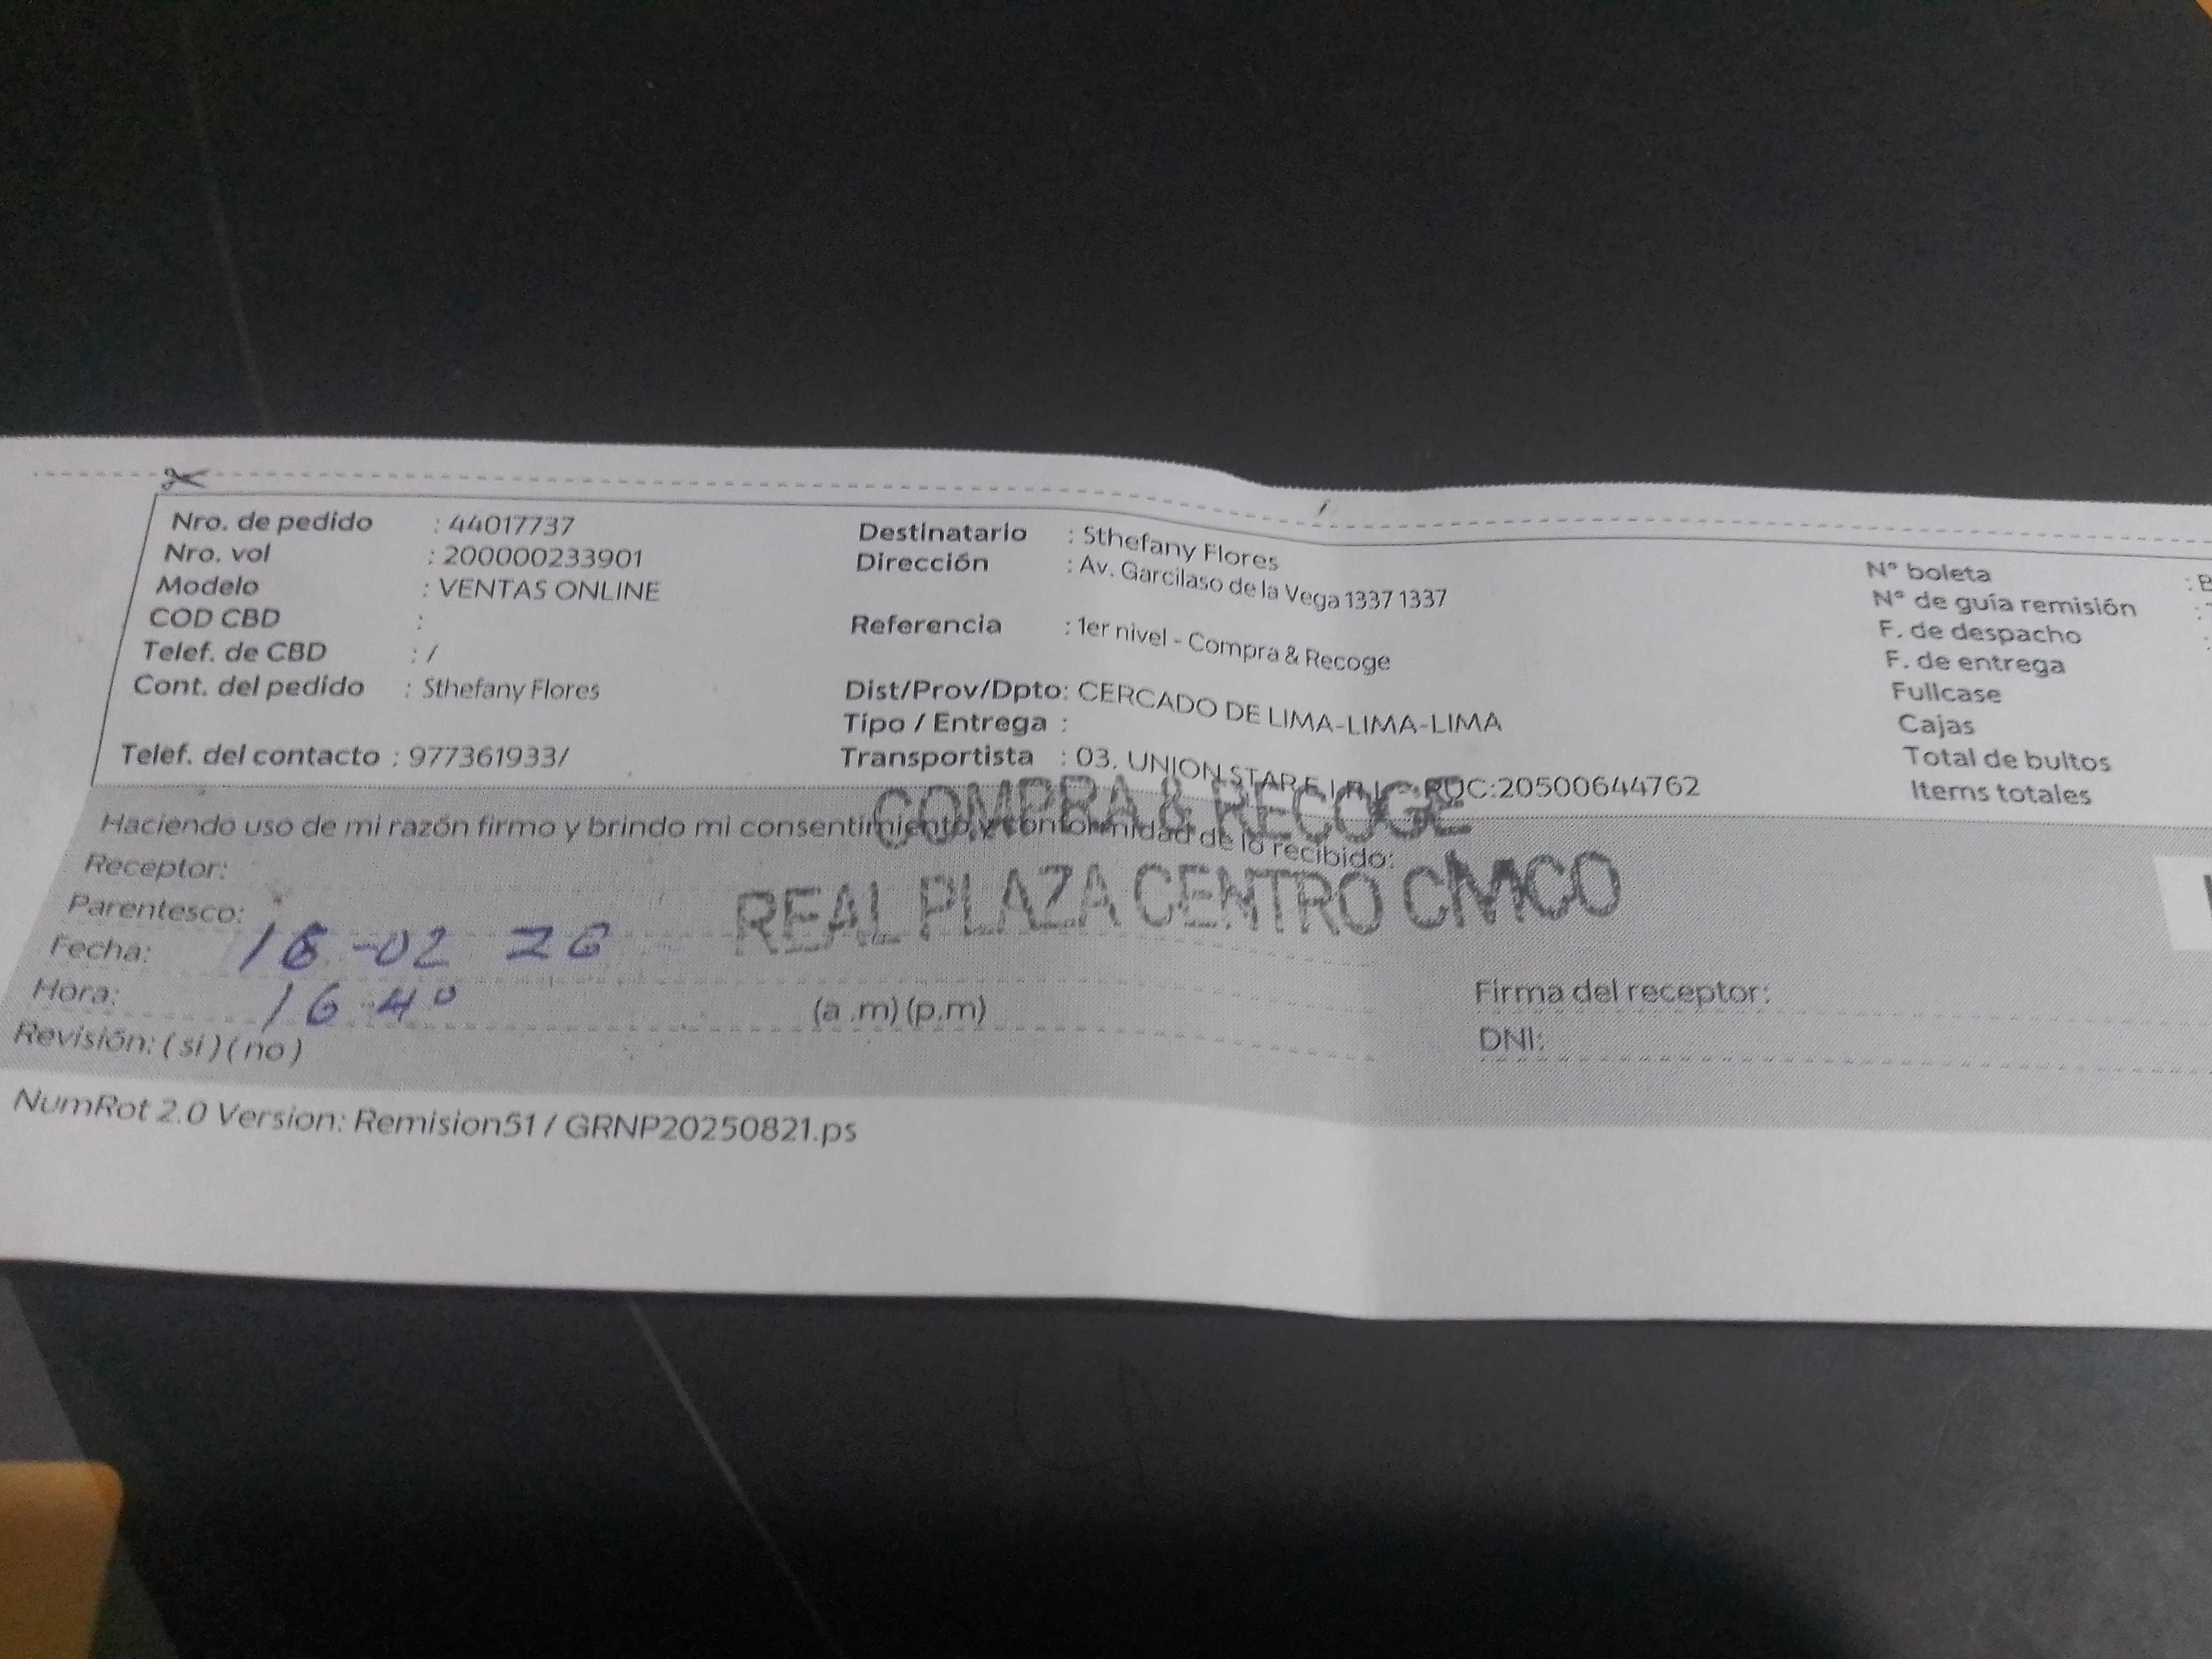 Nro. de pedido : 44017737
Nro. vol : 200000233901
Modelo : VENTAS ONLINE
COD CBD :
Telef. de CBD : /
Cont. del pedido : Sthefany Flores
Telef. del contacto : 977361933/
Destinatario : Sthefany Flores
Dirección : Av. Garcilaso de la Vega 1337 1337
Referencia : 1er nivel - Compra & Recoge
Dist/Prov/Dpto: CERCADO DE LIMA-LIMA-LIMA
Tipo / Entrega :
Transportista : 03. UNION STAR E.I.R.L - RUC:20500644762
N° boleta : B
N° de guía remisión :
F. de despacho :
F. de entrega
Fullcase
Cajas
Total de bultos
Items totales
COMPRA & RECOGE
REAL PLAZA CENTRO CMCO
Haciendo uso de mi razón firmo y brindo mi consentimiento y conformidad de lo recibido:
Receptor:
Parentesco:
Fecha: 16-02 26
Hora: 16 40 (a .m) (p.m)
Revisión: ( si ) ( no )
Firma del receptor:
DNI:
NumRot 2.0 Version: Remision51 / GRNP20250821.ps